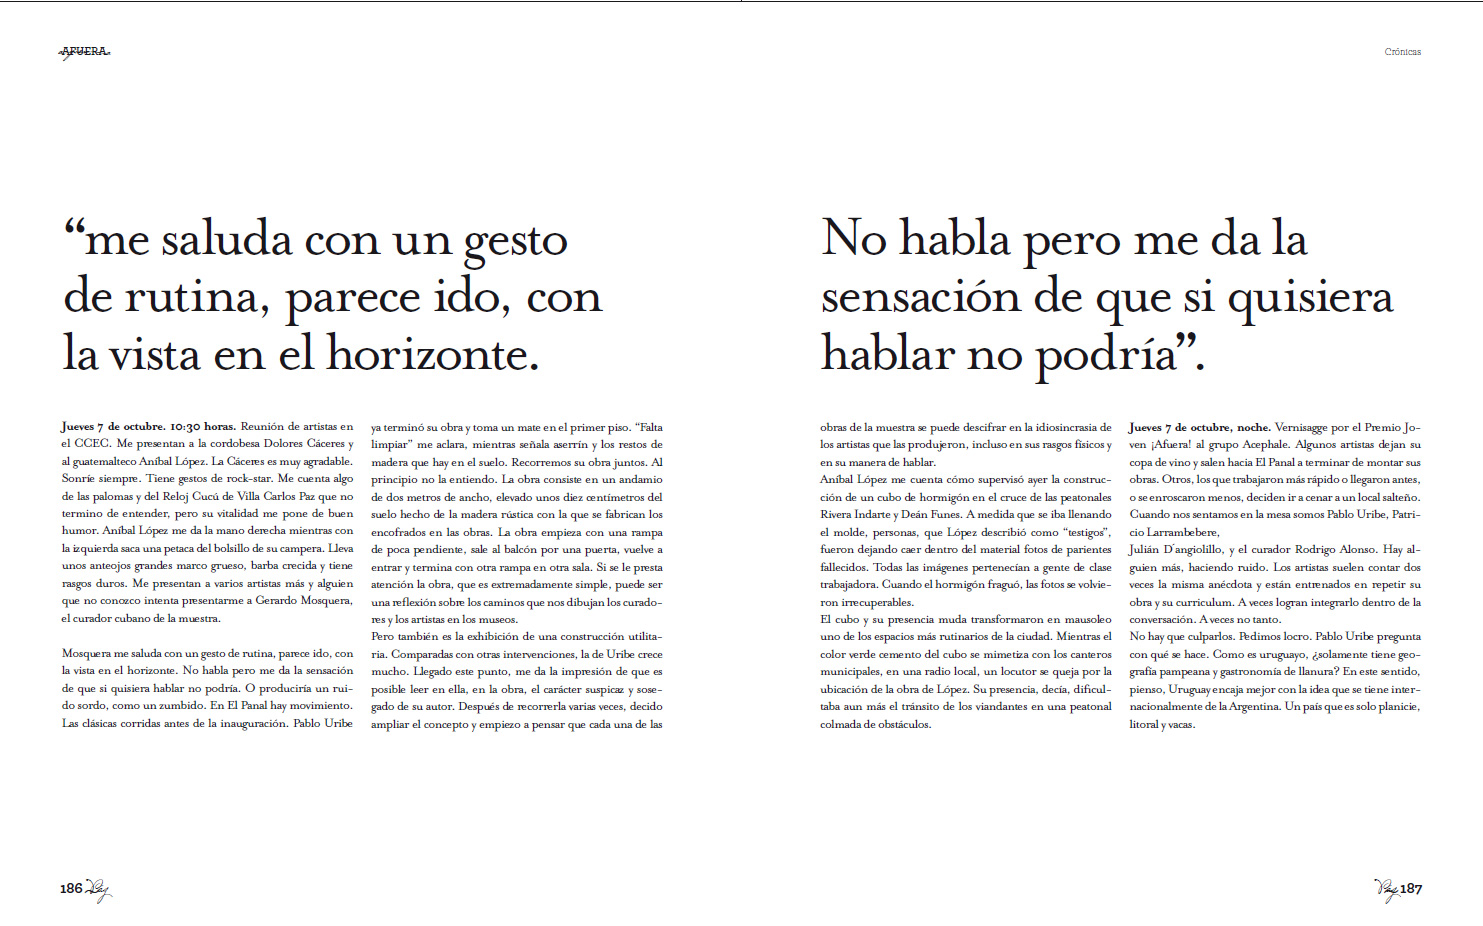 AFUERA
Crónicas
“me saluda con un gesto
de rutina, parece ido, con
la vista en el horizonte.
No habla pero me da la
sensación de que si quisiera
hablar no podría”.
Jueves 7 de octubre. 10:30 horas. Reunión de artistas en
el CCEC. Me presentan a la cordobesa Dolores Cáceres y
al guatemalteco Aníbal López. La Cáceres es muy agradable.
Sonríe siempre. Tiene gestos de rock-star. Me cuenta algo
de las palomas y del Reloj Cucú de Villa Carlos Paz que no
termino de entender, pero su vitalidad me pone de buen
humor. Aníbal López me da la mano derecha mientras con
la izquierda saca una petaca del bolsillo de su campera. Lleva
unos anteojos grandes marco grueso, barba crecida y tiene
rasgos duros. Me presentan a varios artistas más y alguien
que no conozco intenta presentarme a Gerardo Mosquera,
el curador cubano de la muestra.
Mosquera me saluda con un gesto de rutina, parece ido, con
la vista en el horizonte. No habla pero me da la sensación
de que si quisiera hablar no podría. O produciría un rui-
do sordo, como un zumbido. En El Panal hay movimiento.
Las clásicas corridas antes de la inauguración. Pablo Uribe
ya terminó su obra y toma un mate en el primer piso. “Falta
limpiar” me aclara, mientras señala aserrín y los restos de
madera que hay en el suelo. Recorremos su obra juntos. Al
principio no la entiendo. La obra consiste en un andamio
de dos metros de ancho, elevado unos diez centímetros del
suelo hecho de la madera rústica con la que se fabrican los
encofrados en las obras. La obra empieza con una rampa
de poca pendiente, sale al balcón por una puerta, vuelve a
entrar y termina con otra rampa en otra sala. Si se le presta
atención la obra, que es extremadamente simple, puede ser
una reflexión sobre los caminos que nos dibujan los curado-
res y los artistas en los museos.
Pero también es la exhibición de una construcción utilita-
ria. Comparadas con otras intervenciones, la de Uribe crece
mucho. Llegado este punto, me da la impresión de que es
posible leer en ella, en la obra, el carácter suspicaz y sose-
gado de su autor. Después de recorrerla varias veces, decido
ampliar el concepto y empiezo a pensar que cada una de las
obras de la muestra se puede descifrar en la idiosincrasia de
los artistas que las produjeron, incluso en sus rasgos físicos y
en su manera de hablar.
Aníbal López me cuenta cómo supervisó ayer la construc-
ción de un cubo de hormigón en el cruce de las peatonales
Rivera Indarte y Deán Funes. A medida que se iba llenando
el molde, personas, que López describió como “testigos”,
fueron dejando caer dentro del material fotos de parientes
fallecidos. Todas las imágenes pertenecían a gente de clase
trabajadora. Cuando el hormigón fraguó, las fotos se volvie-
ron irrecuperables.
El cubo y su presencia muda transformaron en mausoleo
uno de los espacios más rutinarios de la ciudad. Mientras el
color verde cemento del cubo se mimetiza con los canteros
municipales, en una radio local, un locutor se queja por la
ubicación de la obra de López. Su presencia, decía, dificul-
taba aun más el tránsito de los viandantes en una peatonal
colmada de obstáculos.
Jueves 7 de octubre, noche. Vernisagge por el Premio Jo-
ven ¡Afuera! al grupo Acephale. Algunos artistas dejan su
copa de vino y salen hacia El Panal a terminar de montar sus
obras. Otros, los que trabajaron más rápido o llegaron antes,
o se enroscaron menos, deciden ir a cenar a un local salteño.
Cuando nos sentamos en la mesa somos Pablo Uribe, Patri-
cio Larrambebere,
Julián D'angiolillo, y el curador Rodrigo Alonso. Hay al-
guien más, haciendo ruido. Los artistas suelen contar dos
veces la misma anécdota y están entrenados en repetir su
obra y su curriculum. A veces logran integrarlo dentro de la
conversación. A veces no tanto.
No hay que culparlos. Pedimos locro. Pablo Uribe pregunta
con qué se hace. Como es uruguayo, ¿solamente tiene geo-
grafía pampeana y gastronomía de llanura? En este sentido,
pienso, Uruguay encaja mejor con la idea que se tiene inter-
nacionalmente de la Argentina. Un país que es solo planicie,
litoral y vacas.
186
187